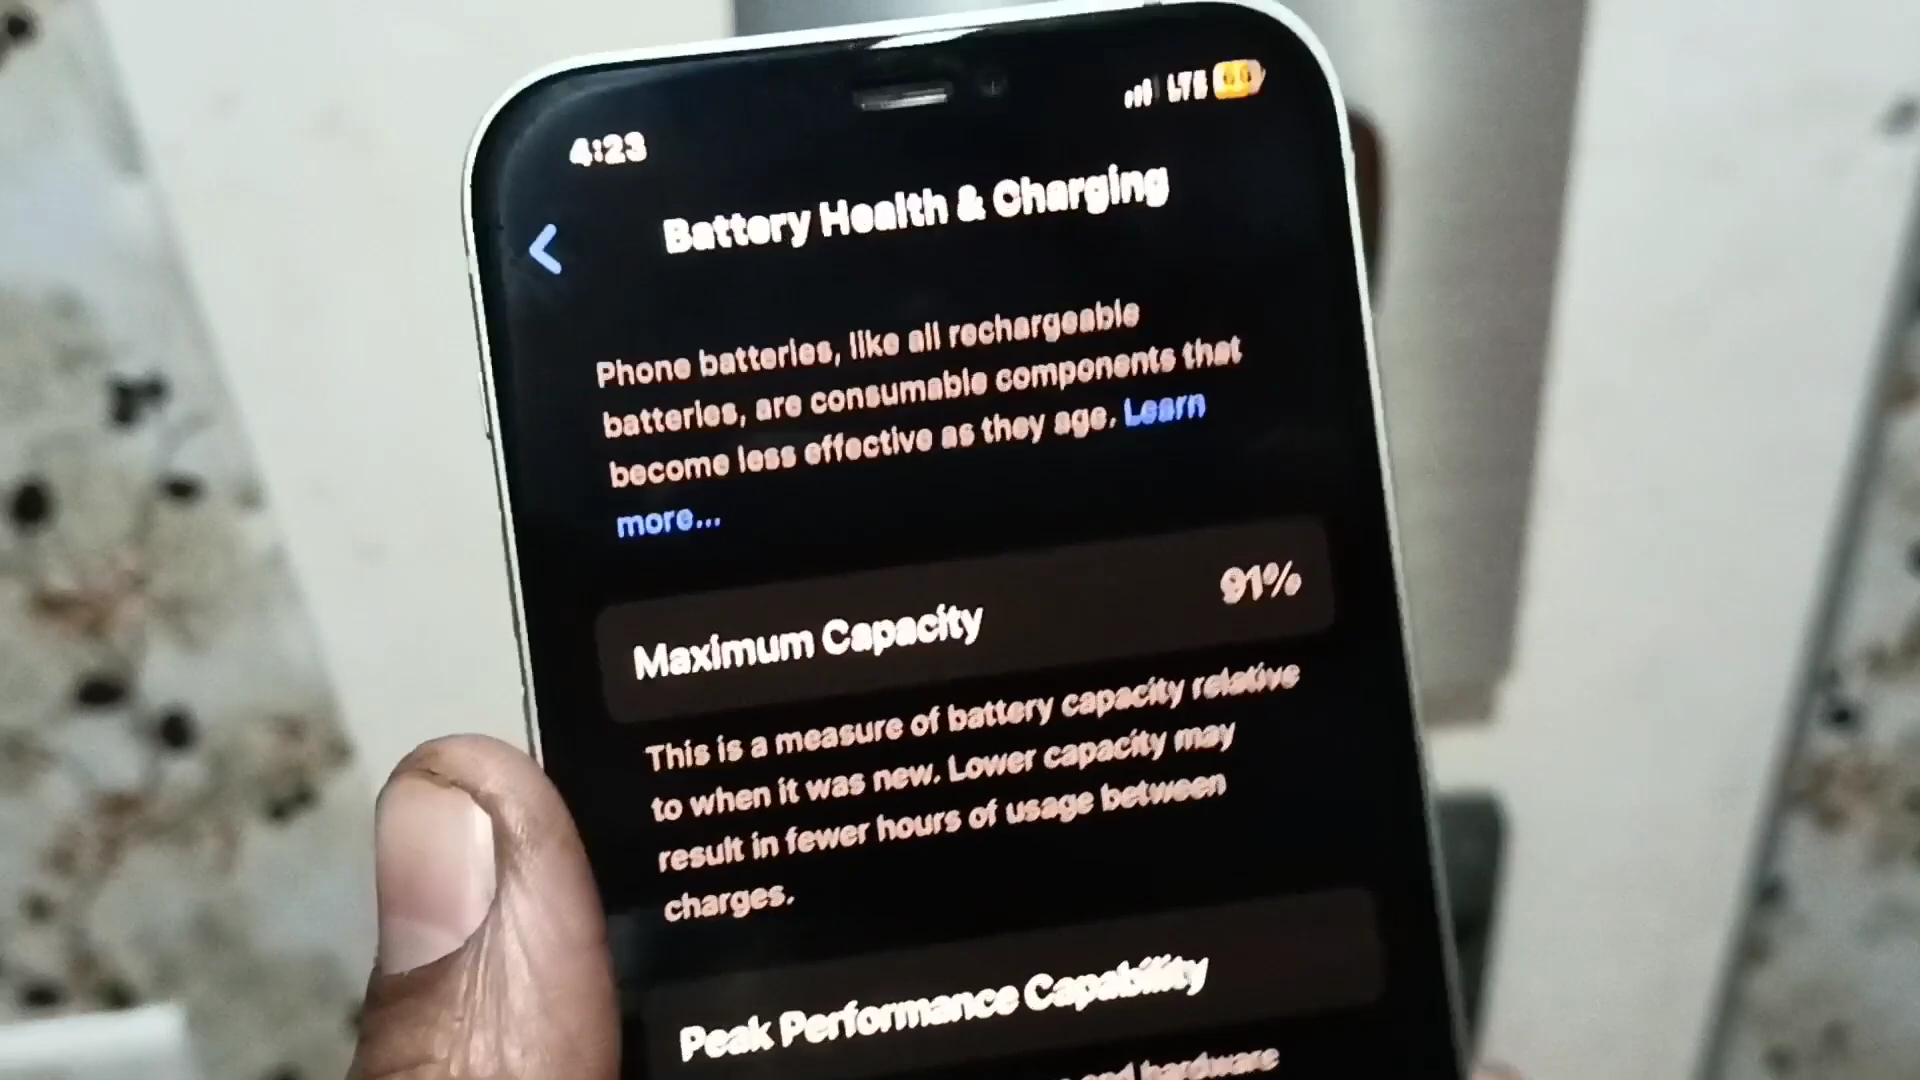 4:23
LTE
Battery Health & Charging
Phone batteries, like all rechargeable
batteries, are consumable components that
become less effective as they age. Learn
more...
Maximum Capacity 91%
This is a measure of battery capacity relative
to when it was new. Lower capacity may
result in fewer hours of usage between
charges.
Peak Performance Capability
and hardware